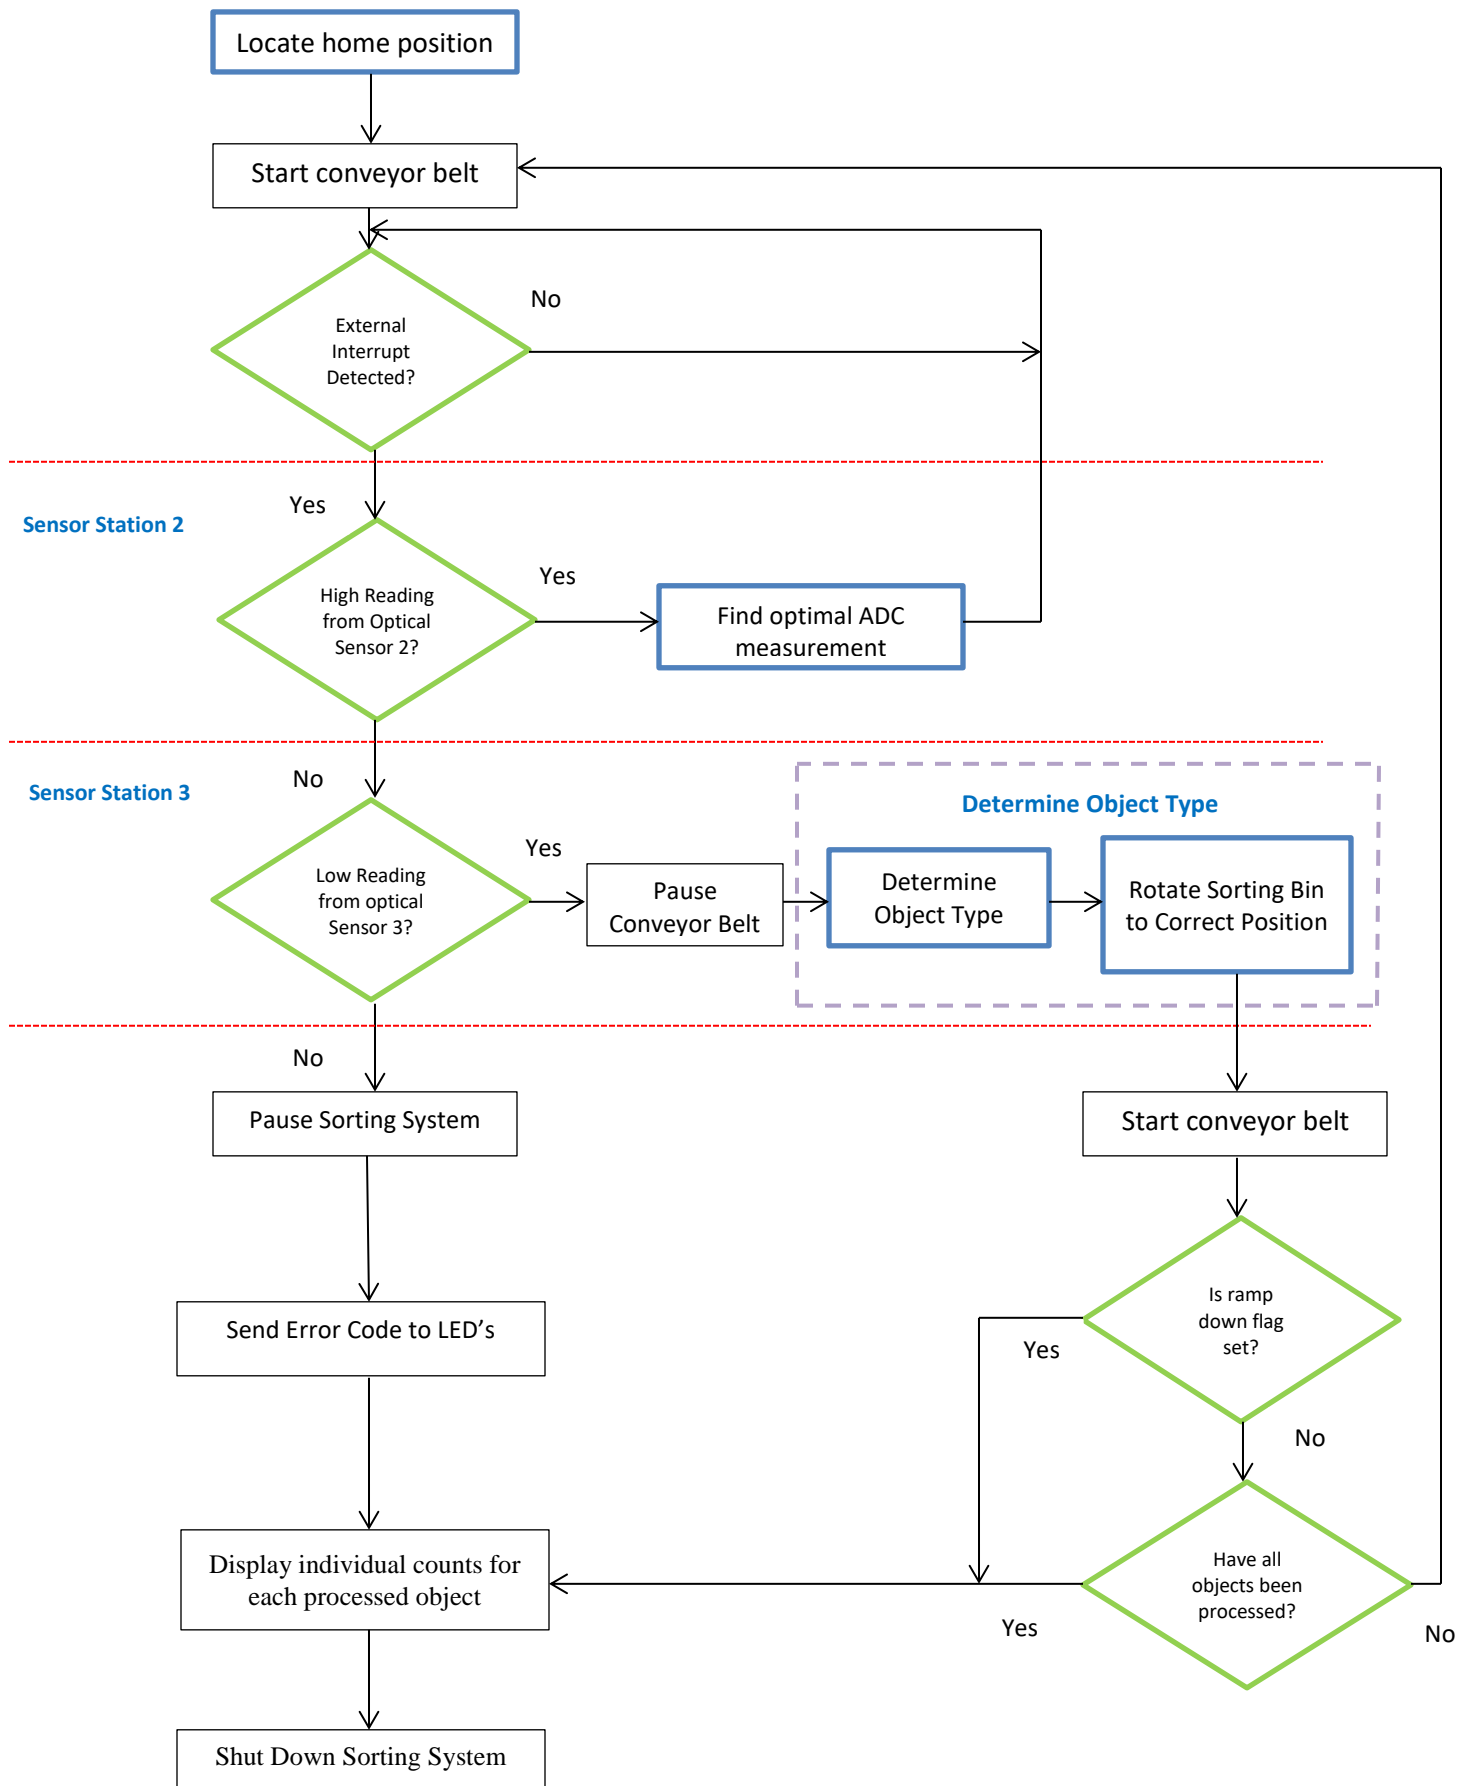 Locate home position
Start conveyor belt
No
External
Interrupt
Detected?
Yes
Sensor Station 2
High Reading
from Optical
Sensor 2?
Yes
Find optimal ADC
measurement
No
Sensor Station 3
Low Reading
from optical
Sensor 3?
Yes
Pause
Conveyor Belt
Determine Object Type
Determine
Object Type
Rotate Sorting Bin
to Correct Position
No
Pause Sorting System
Start conveyor belt
Send Error Code to LED’s
Is ramp
down flag
set?
Yes
No
Display individual counts for
each processed object
Have all
objects been
processed?
Yes
No
Shut Down Sorting System